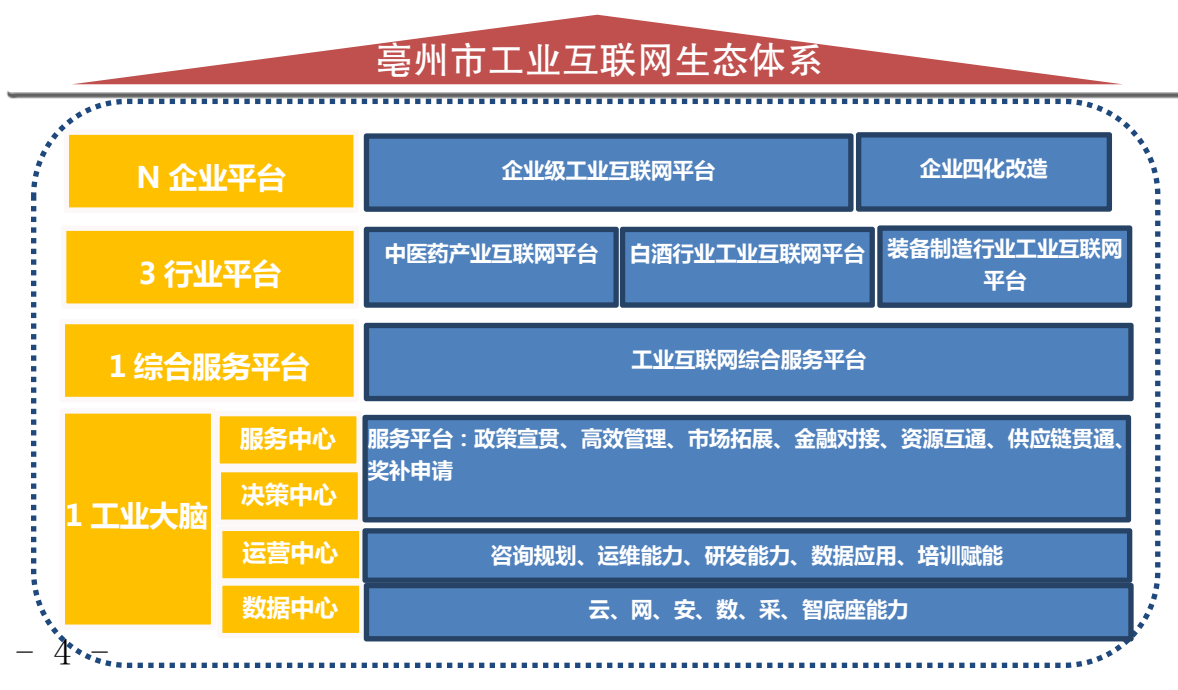 亳州市工业互联网生态体系
N 企业平台
企业级工业互联网平台
企业四化改造
3 行业平台
中医药产业互联网平台
白酒行业工业互联网平台
装备制造行业工业互联网
平台
1 综合服务平台
工业互联网综合服务平台
1 工业大脑
服务中心
服务平台：政策宣贯、高效管理、市场拓展、金融对接、资源互通、供应链贯通、
奖补申请
决策中心
运营中心
咨询规划、运维能力、研发能力、数据应用、培训赋能
数据中心
云、网、安、数、采、智底座能力
- 4 -